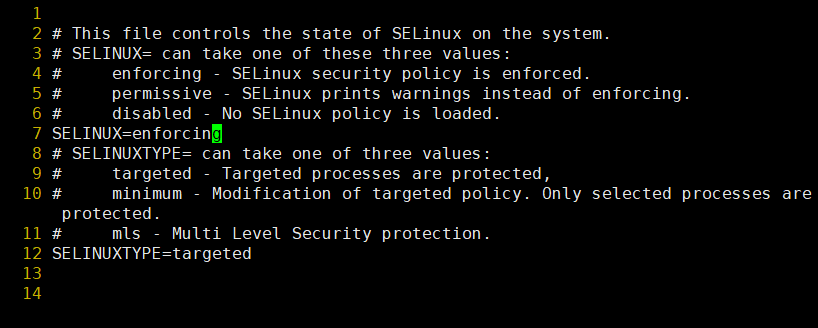 1
2 # This file controls the state of SELinux on the system.
3 # SELINUX= can take one of these three values:
4 #     enforcing - SELinux security policy is enforced.
5 #     permissive - SELinux prints warnings instead of enforcing.
6 #     disabled - No SELinux policy is loaded.
7 SELINUX=enforcing
8 # SELINUXTYPE= can take one of three values:
9 #     targeted - Targeted processes are protected,
10 #     minimum - Modification of targeted policy. Only selected processes are
protected.
11 #     mls - Multi Level Security protection.
12 SELINUXTYPE=targeted
13
14